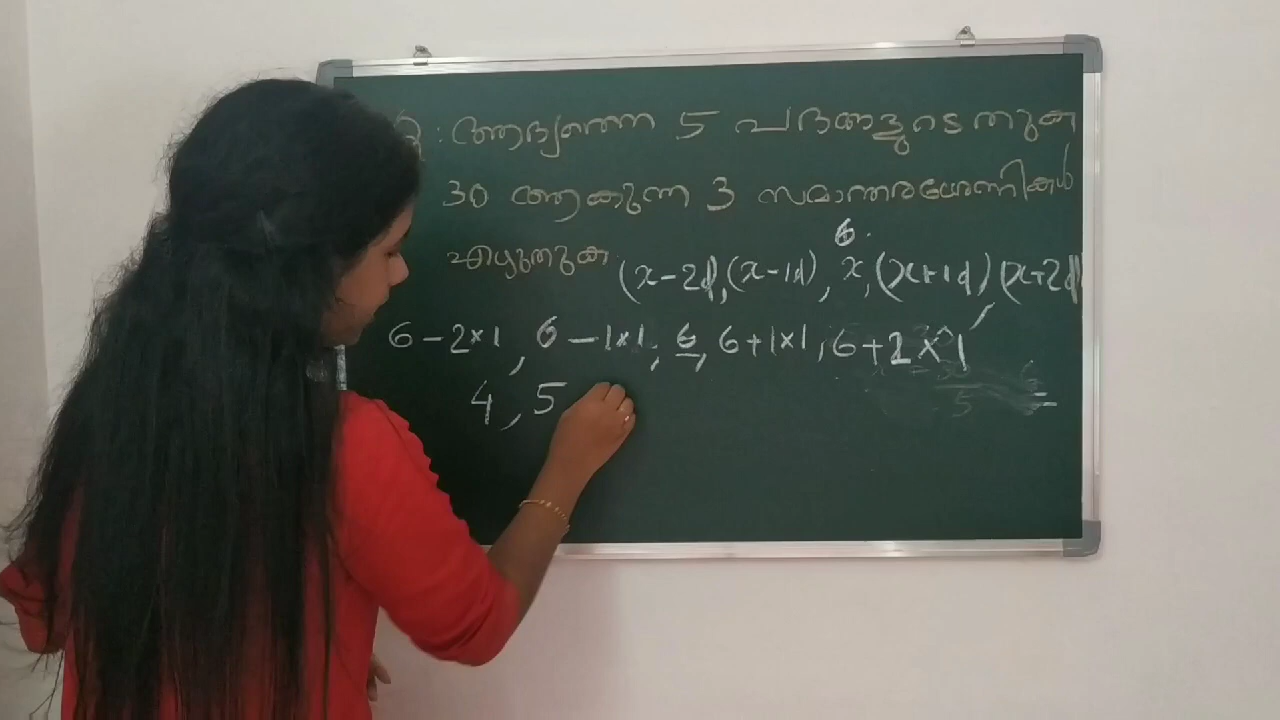 Q : ആദ്യത്തെ 5 പദങ്ങളുടെ തുക
30 ആകുന്ന 3 സമാന്തരശ്രേണികൾ
എഴുതുക
6.
(x-2d), (x-1d), x, (x+1d), (x+2d)
6-2×1, 6-1×1, 6, 6+1×1, 6+2×1
4, 5